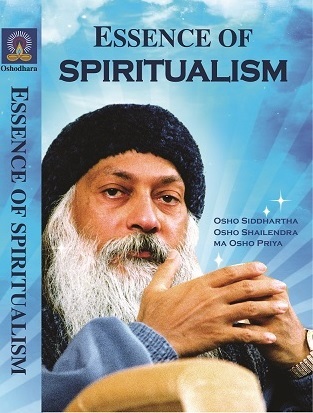 Oshodhara
ESSENCE OF SPIRITUALISM
ESSENCE OF
SPIRITUALISM
OSHO SIDDHARTHA
OSHO SHAILENDRA
MA OSHO PRIYA